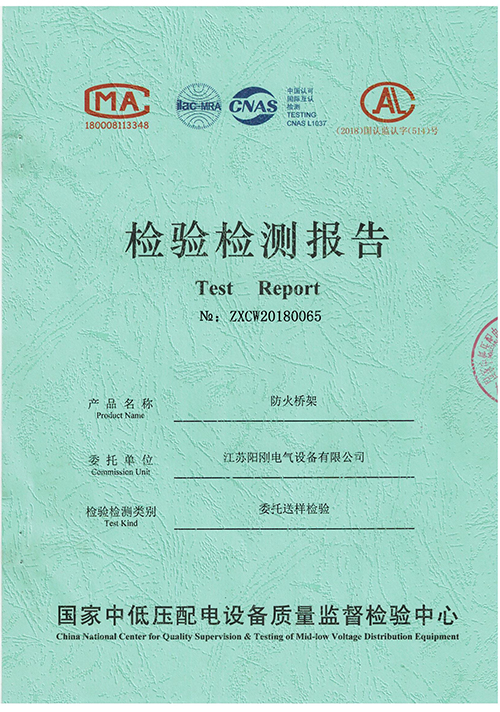 MA
180008113348
ilac-MRA
CNAS
中国认可
国际互认
检测
TESTING
CNAS L1637
CAL
(2018)国认监认字(514)号
检验检测报告
Test Report
№: ZXCW20180065
产品名称
Product Name
防火桥架
委托单位
Commission Unit
江苏阳刚电气设备有限公司
检验检测类别
Test Kind
委托送样检验
国家中低压配电设备质量监督检验中心
China National Center for Quality Supervision & Testing of Mid-low Voltage Distribution Equipment